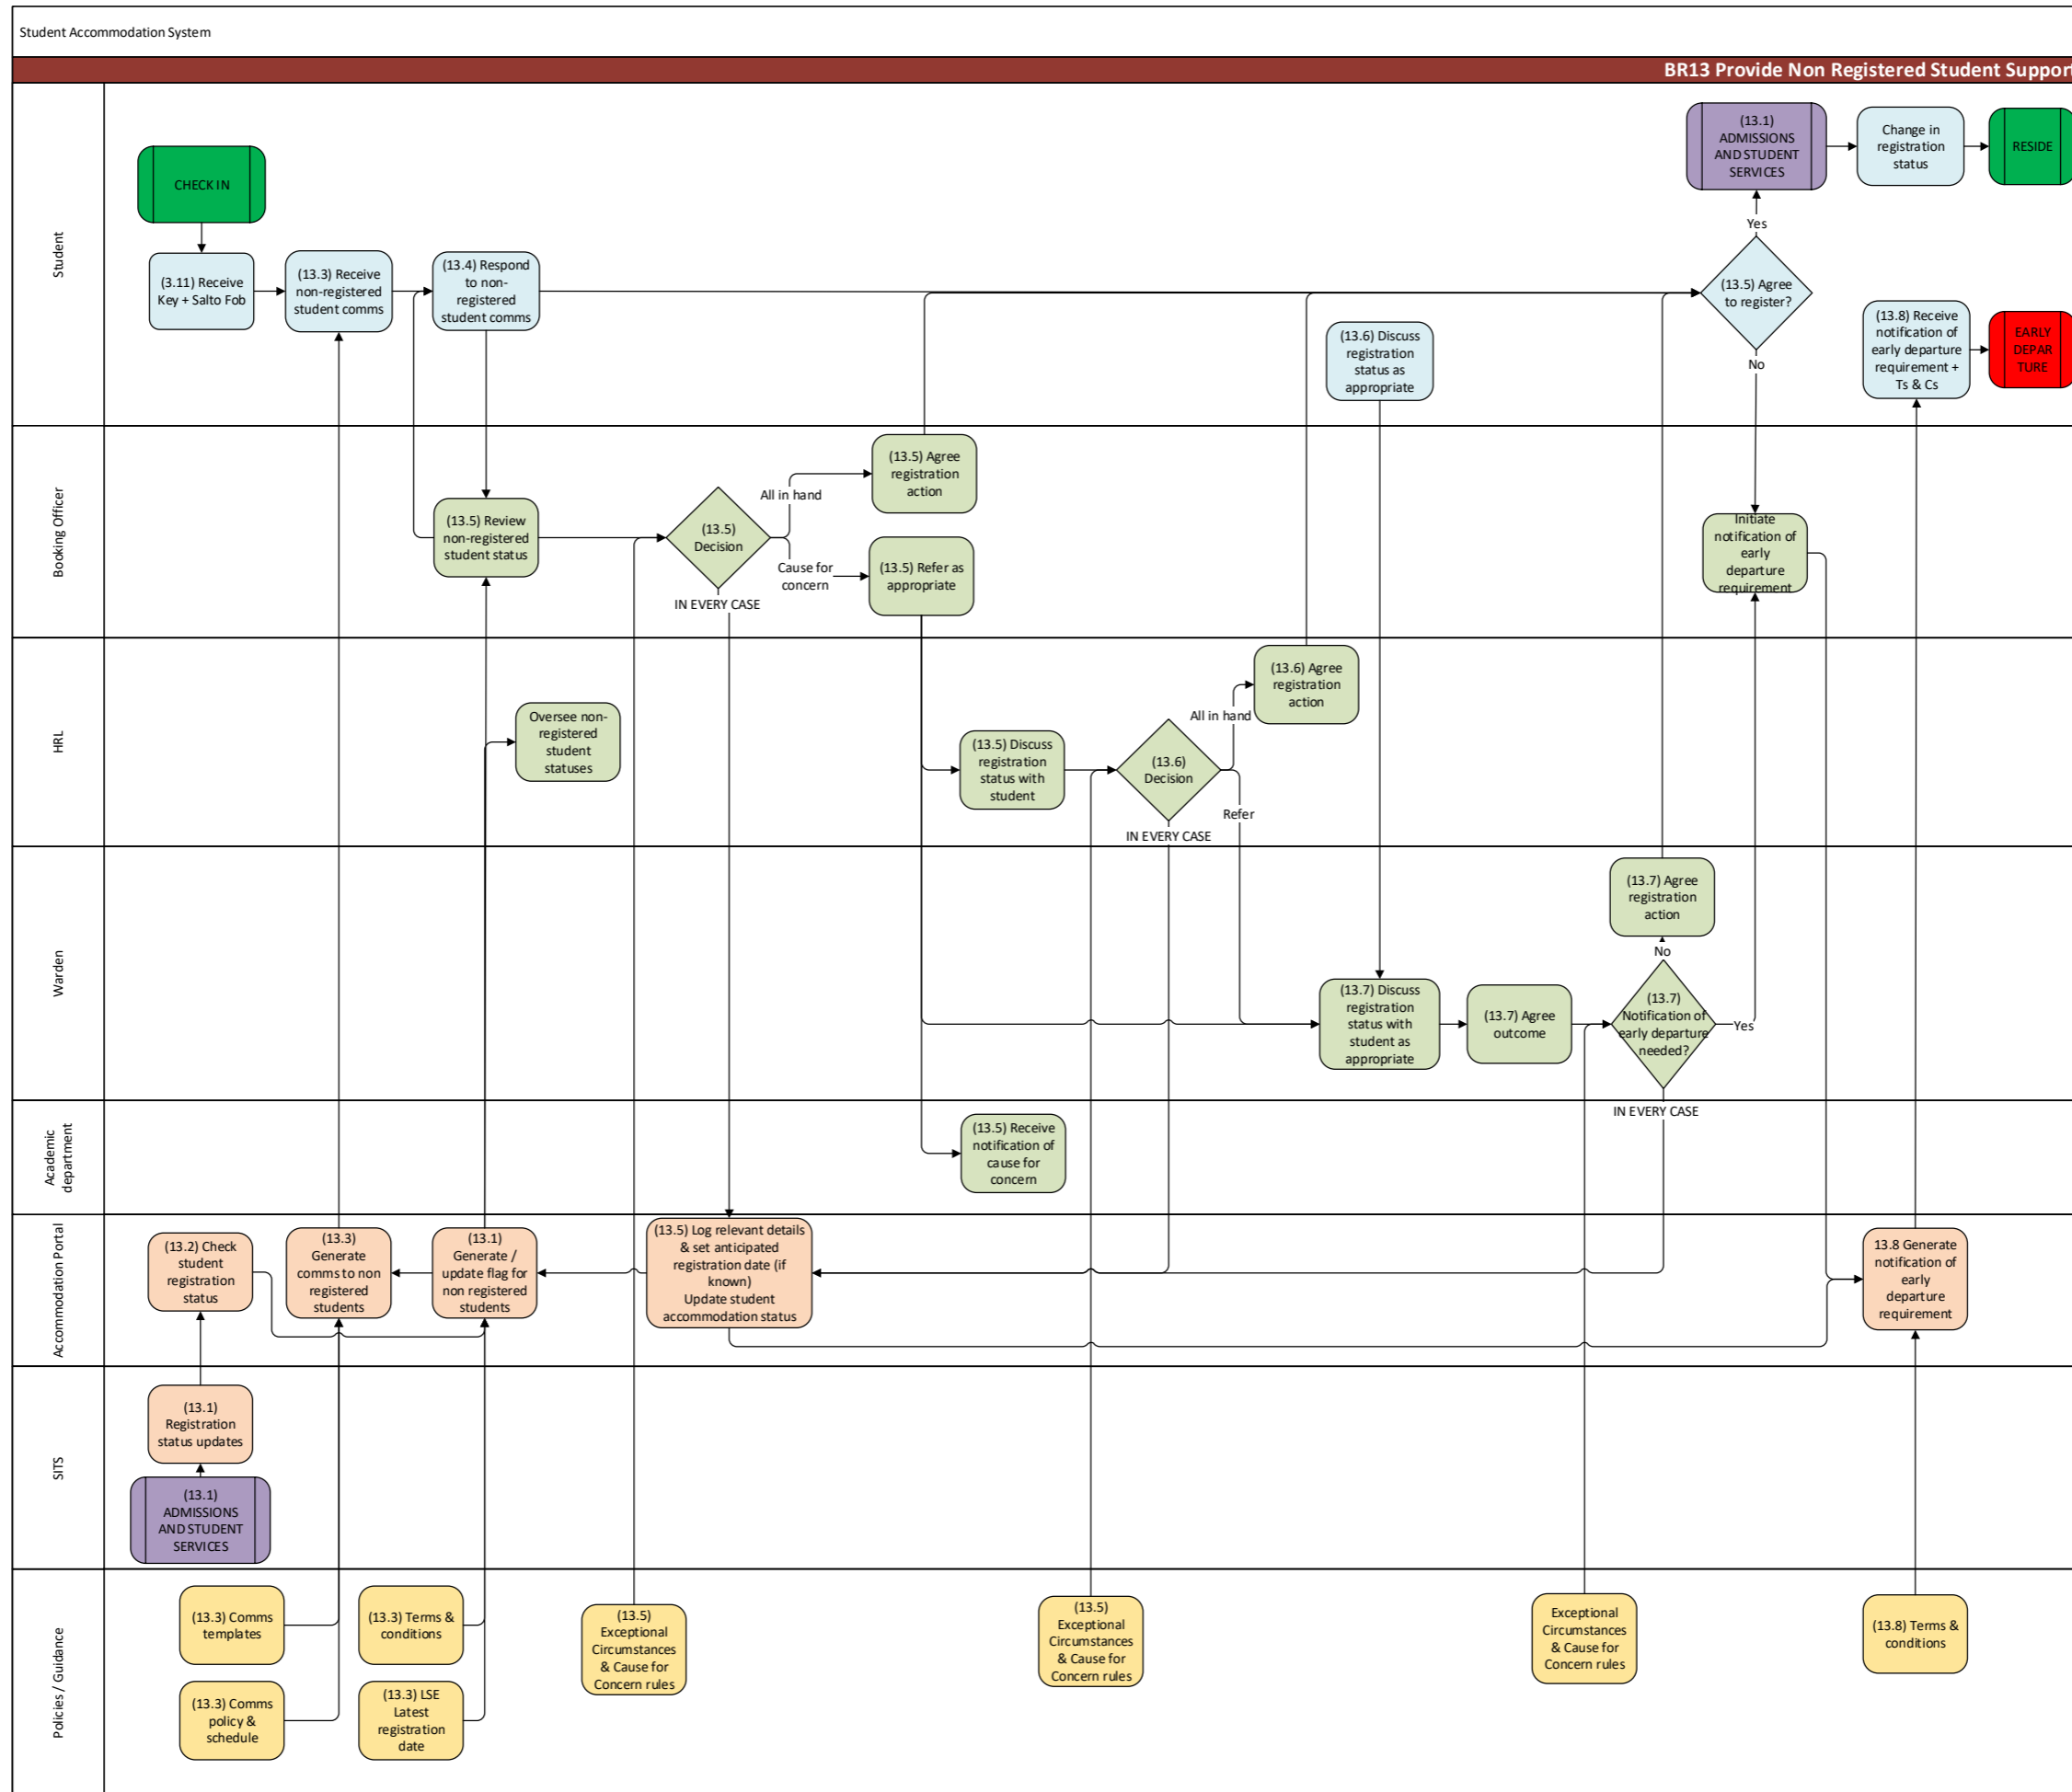 Student Accommodation System
BR13 Provide Non Registered Student Support
Student
CHECK IN
(3.11) Receive
Key + Salto Fob
(13.3) Receive
non-registered
student comms
(13.4) Respond
to non-
registered
student comms
(13.1)
ADMISSIONS
AND STUDENT
SERVICES
Change in
registration
status
RESIDE
Yes
(13.5) Agree
to register?
No
(13.6) Discuss
registration
status as
appropriate
(13.8) Receive
notification of
early departure
requirement +
Ts & Cs
EARLY
DEPAR
TURE
Booking Officer
(13.5) Review
non-registered
student status
(13.5)
Decision
All in hand
Cause for
concern
IN EVERY CASE
(13.5) Agree
registration
action
(13.5) Refer as
appropriate
Initiate
notification of
early
departure
requirement
HRL
Oversee non-
registered
student
statuses
(13.5) Discuss
registration
status with
student
(13.6)
Decision
All in hand
Refer
IN EVERY CASE
(13.6) Agree
registration
action
Warden
(13.7) Discuss
registration
status with
student as
appropriate
(13.7) Agree
outcome
(13.7) Agree
registration
action
No
(13.7)
Notification of
early departure
needed?
Yes
IN EVERY CASE
Academic
department
(13.5) Receive
notification of
cause for
concern
Accommodation Portal
(13.2) Check
student
registration
status
(13.3)
Generate
comms to non
registered
students
(13.1)
Generate /
update flag for
non registered
students
(13.5) Log relevant details
& set anticipated
registration date (if
known)
Update student
accommodation status
13.8 Generate
notification of
early
departure
requirement
SITS
(13.1)
Registration
status updates
(13.1)
ADMISSIONS
AND STUDENT
SERVICES
Policies / Guidance
(13.3) Comms
templates
(13.3) Terms &
conditions
(13.3) Comms
policy &
schedule
(13.3) LSE
Latest
registration
date
(13.5)
Exceptional
Circumstances
& Cause for
Concern rules
(13.5)
Exceptional
Circumstances
& Cause for
Concern rules
Exceptional
Circumstances
& Cause for
Concern rules
(13.8) Terms &
conditions